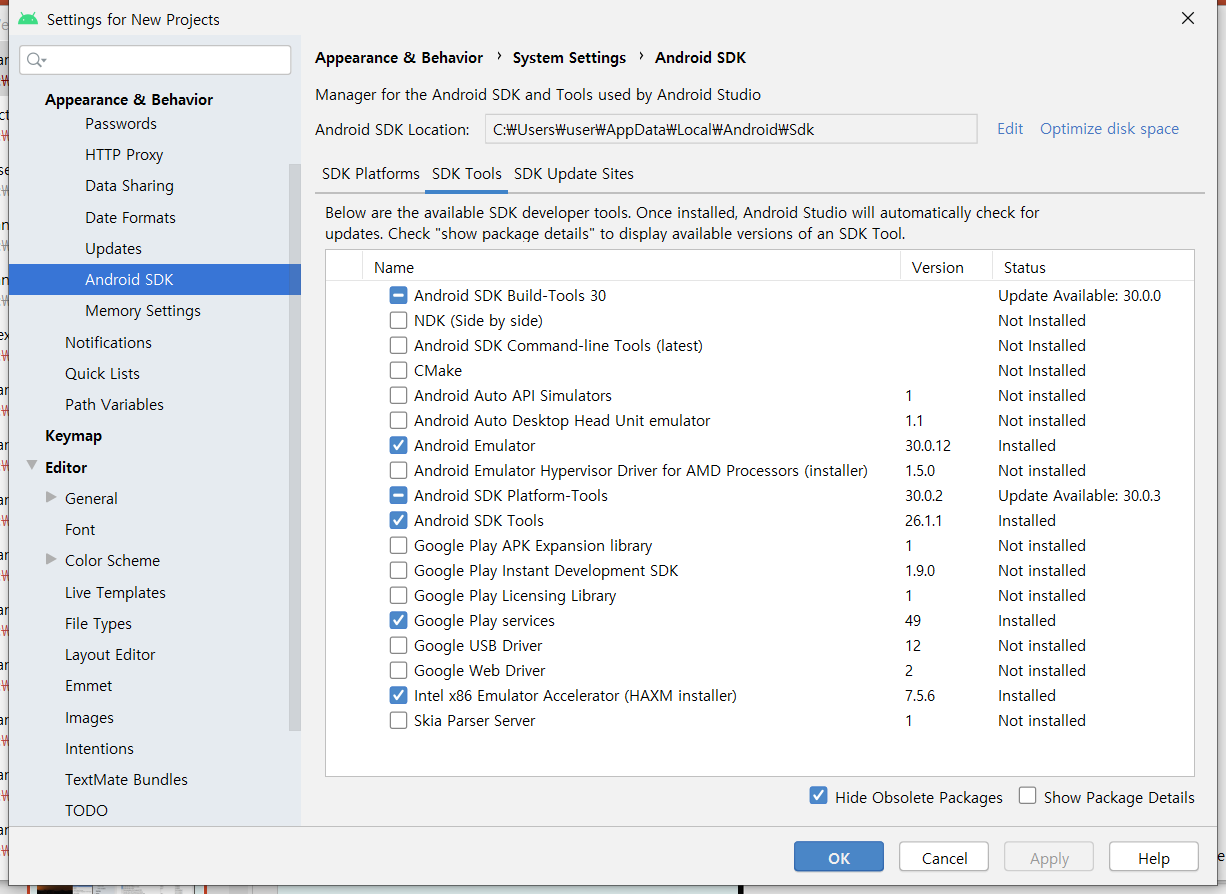 Settings for New Projects
Appearance & Behavior
Passwords
HTTP Proxy
Data Sharing
Date Formats
Updates
Android SDK
Memory Settings
Notifications
Quick Lists
Path Variables
Keymap
Editor
General
Font
Color Scheme
Live Templates
File Types
Layout Editor
Emmet
Images
Intentions
TextMate Bundles
TODO
Appearance & Behavior › System Settings › Android SDK
Manager for the Android SDK and Tools used by Android Studio
Android SDK Location: C:₩Users₩user₩AppData₩Local₩Android₩Sdk Edit Optimize disk space
SDK Platforms SDK Tools SDK Update Sites
Below are the available SDK developer tools. Once installed, Android Studio will automatically check for
updates. Check "show package details" to display available versions of an SDK Tool.
Name Version Status
Android SDK Build-Tools 30 Update Available: 30.0.0
NDK (Side by side) Not Installed
Android SDK Command-line Tools (latest) Not Installed
CMake Not Installed
Android Auto API Simulators 1 Not installed
Android Auto Desktop Head Unit emulator 1.1 Not installed
Android Emulator 30.0.12 Installed
Android Emulator Hypervisor Driver for AMD Processors (installer) 1.5.0 Not installed
Android SDK Platform-Tools 30.0.2 Update Available: 30.0.3
Android SDK Tools 26.1.1 Installed
Google Play APK Expansion library 1 Not installed
Google Play Instant Development SDK 1.9.0 Not installed
Google Play Licensing Library 1 Not installed
Google Play services 49 Installed
Google USB Driver 12 Not installed
Google Web Driver 2 Not installed
Intel x86 Emulator Accelerator (HAXM installer) 7.5.6 Installed
Skia Parser Server 1 Not installed
Hide Obsolete Packages Show Package Details
OK Cancel Apply Help